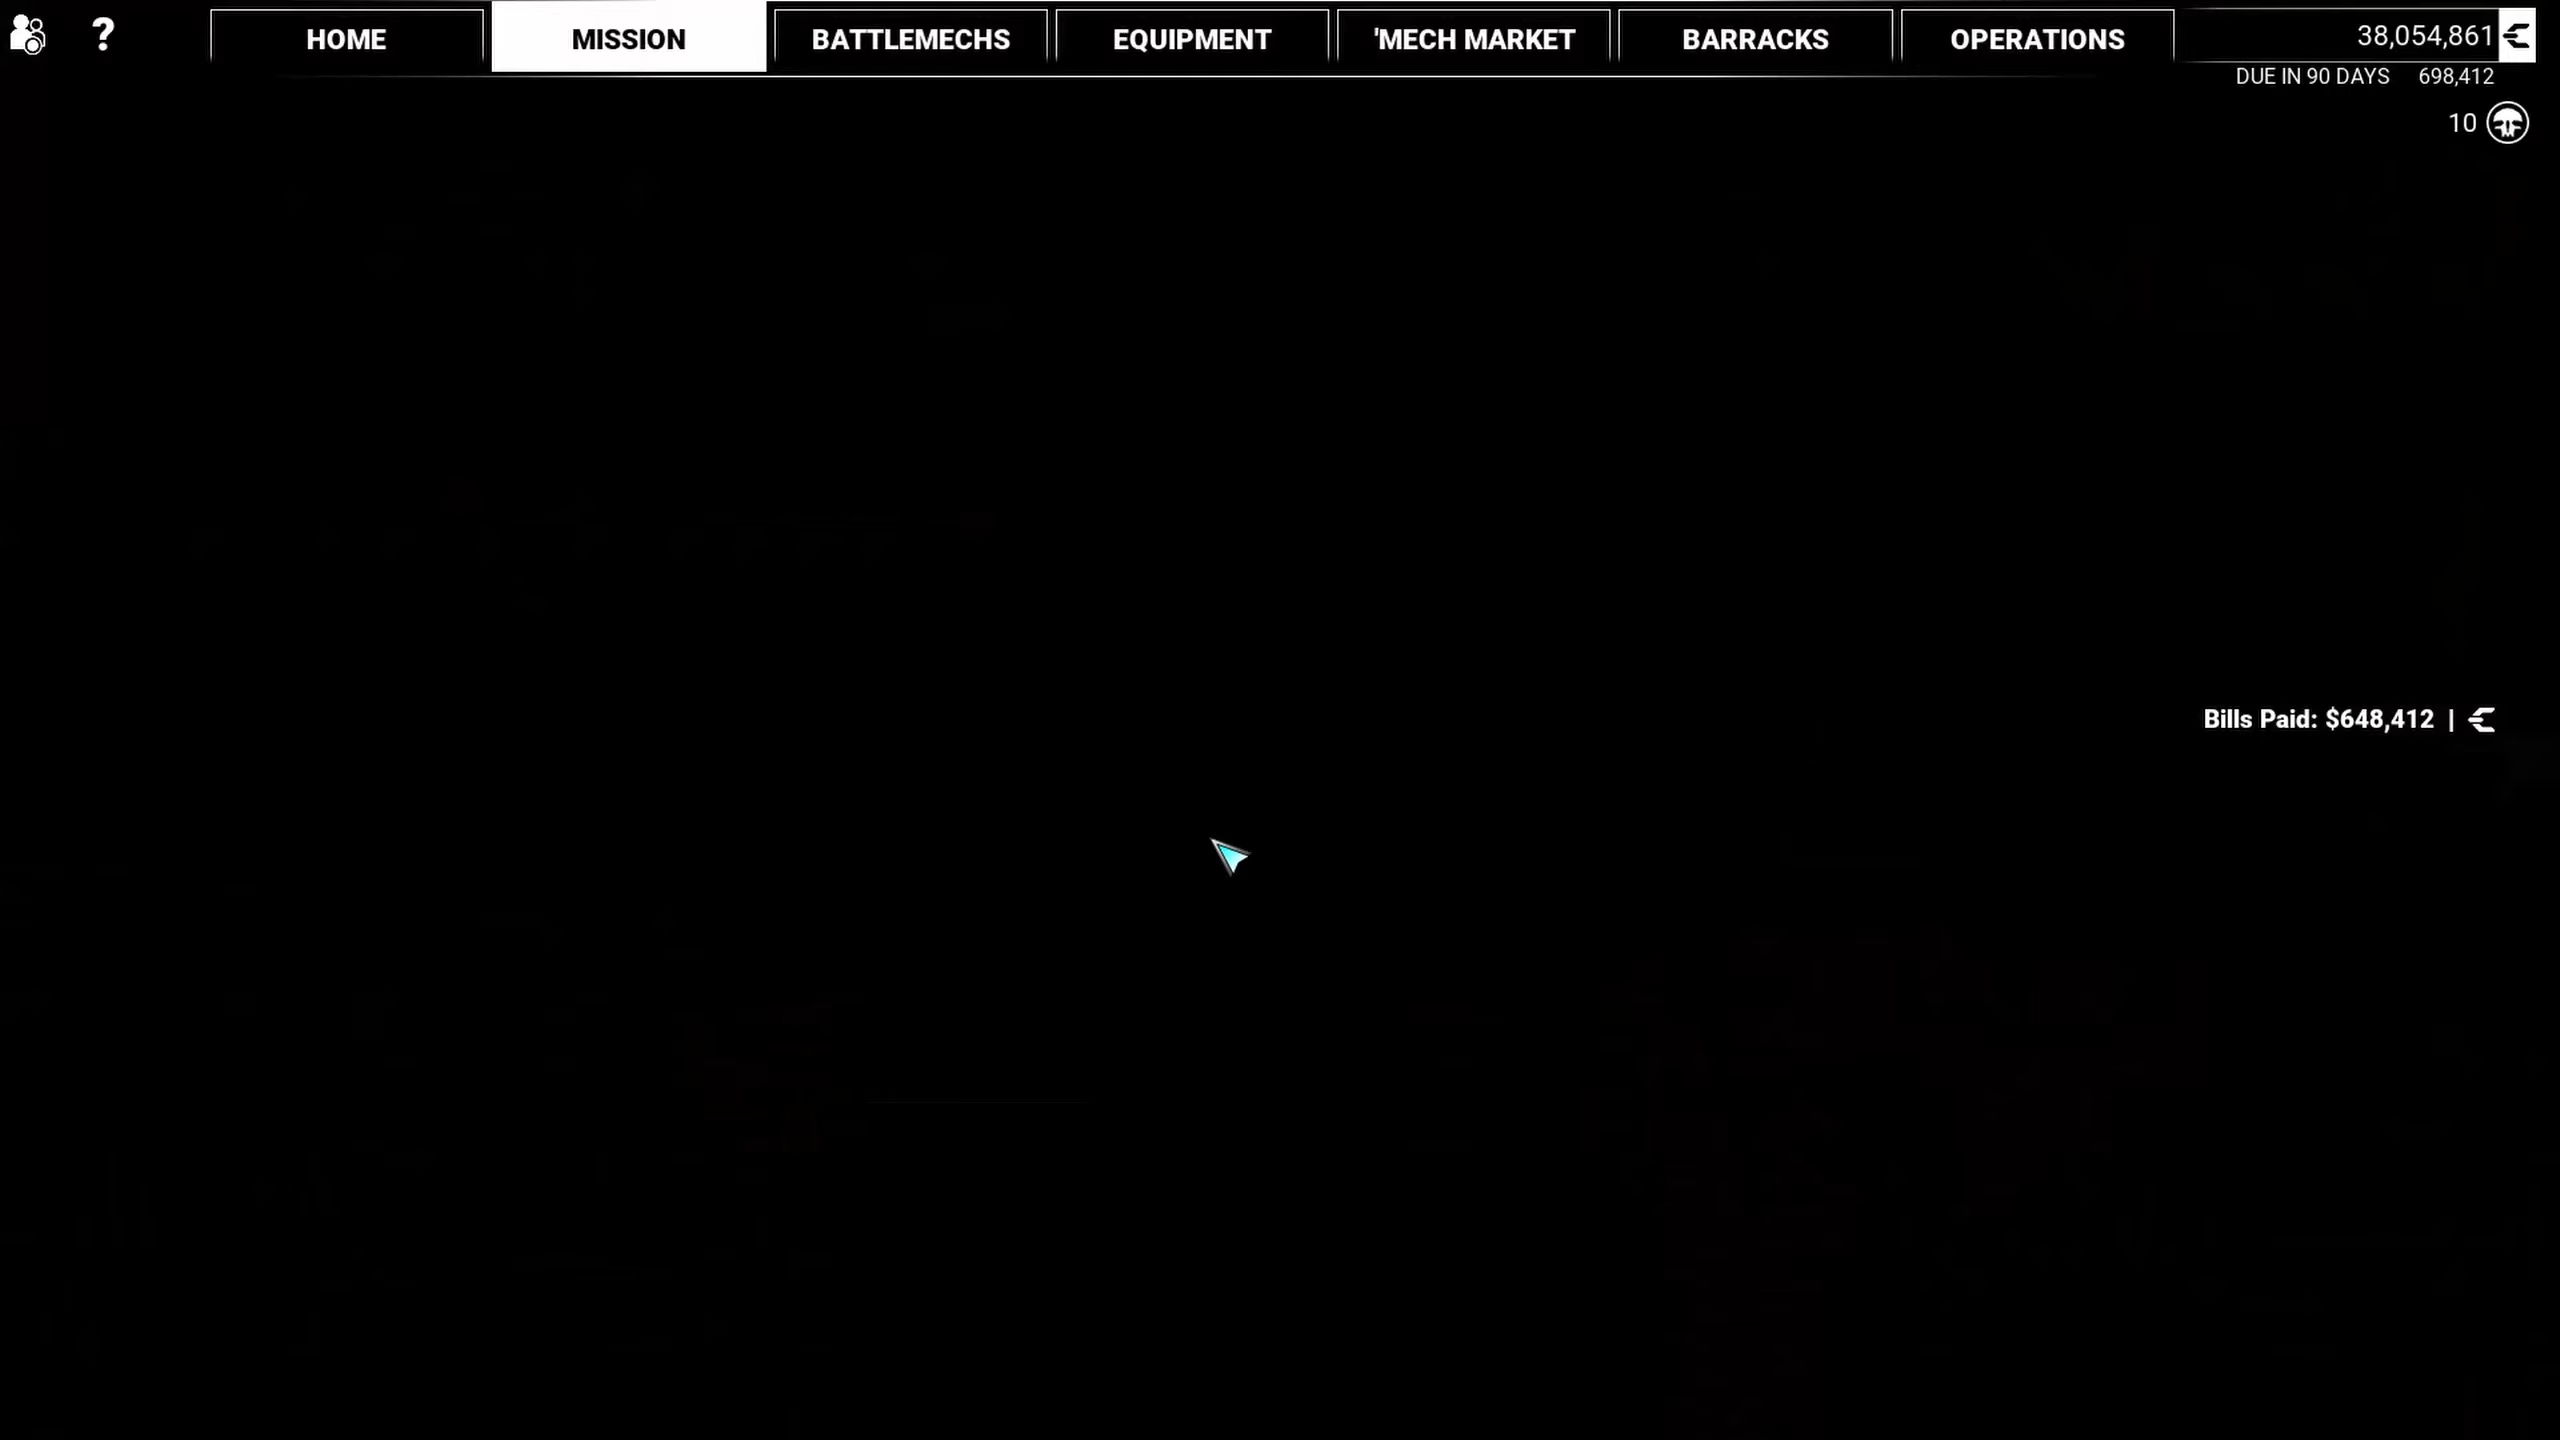 ?
HOME
MISSION
BATTLEMECHS
EQUIPMENT
'MECH MARKET
BARRACKS
OPERATIONS
38,054,861
DUE IN 90 DAYS 698,412
10
Bills Paid: $648,412 |